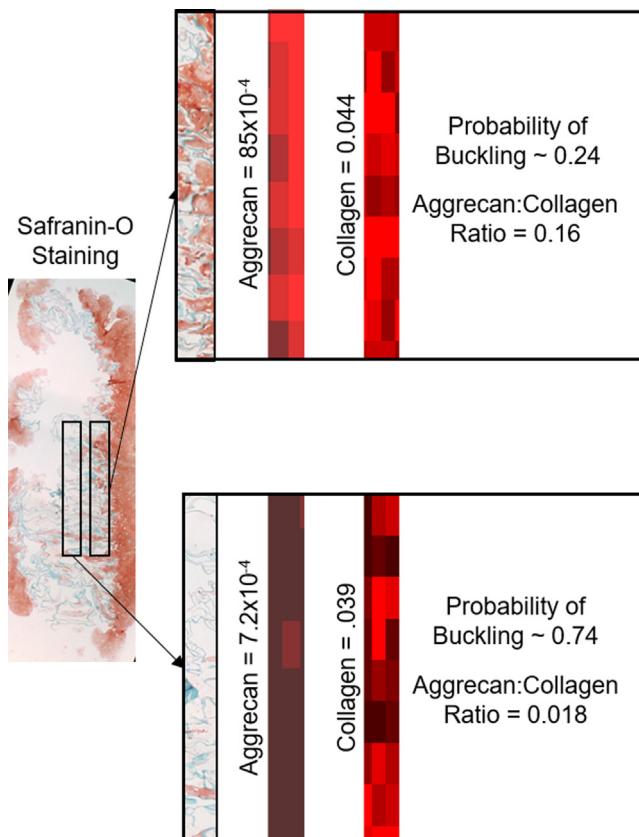 Safranin-O
Staining
Aggrecan = 85x10⁻⁴
Collagen = 0.044
Probability of
Buckling ~ 0.24
Aggrecan:Collagen
Ratio = 0.16
Aggrecan = 7.2x10⁻⁴
Collagen = .039
Probability of
Buckling ~ 0.74
Aggrecan:Collagen
Ratio = 0.018